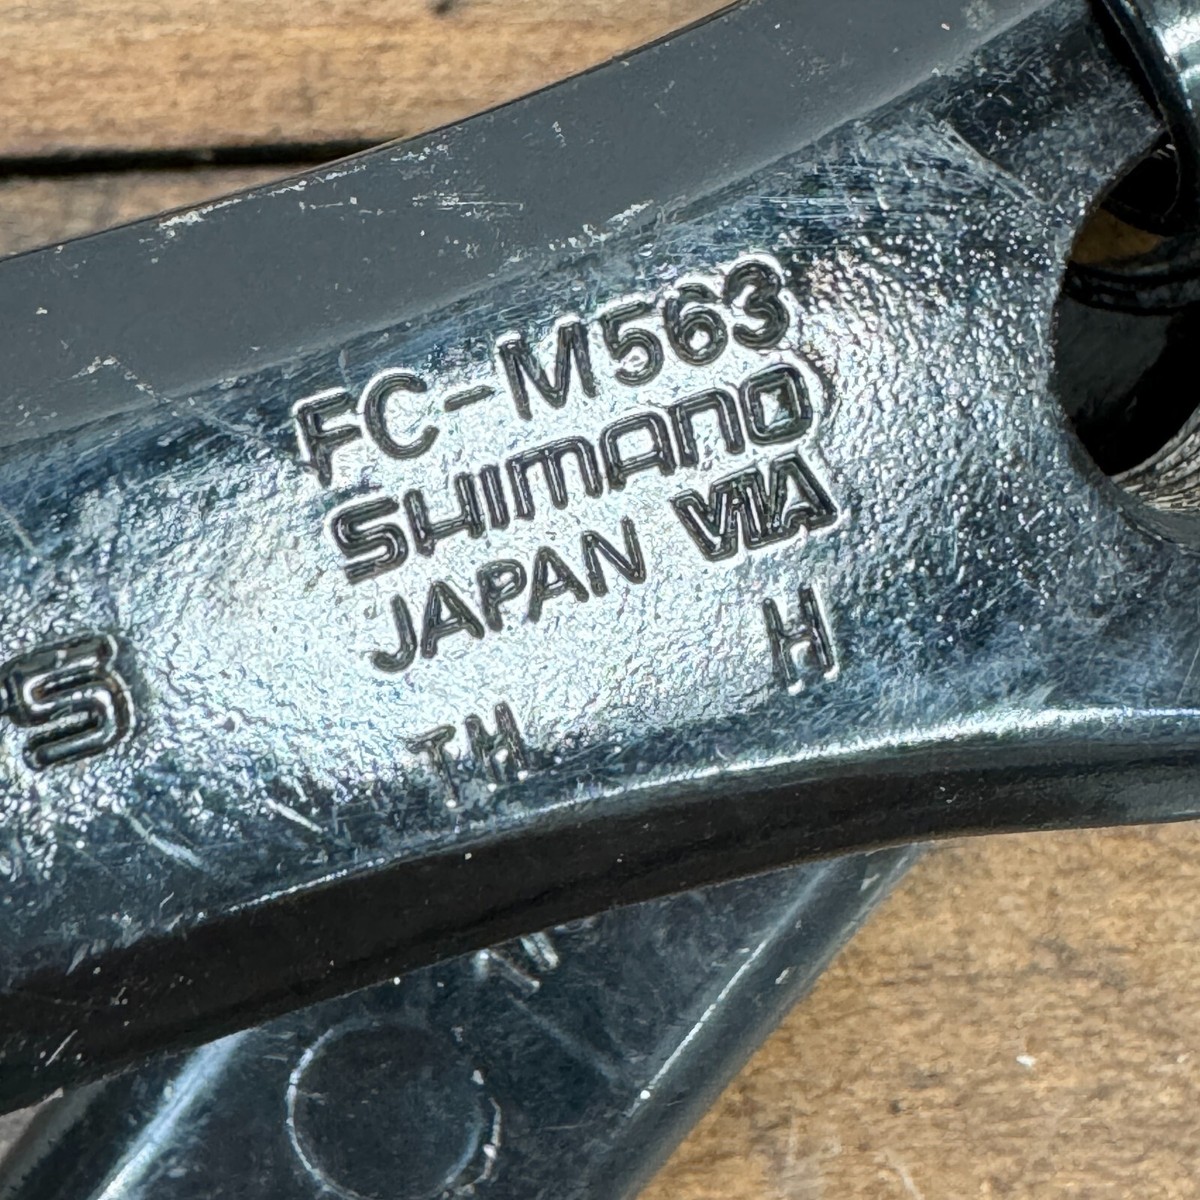 FC-M563
SHIMANO
JAPAN VIA
H
TH
S